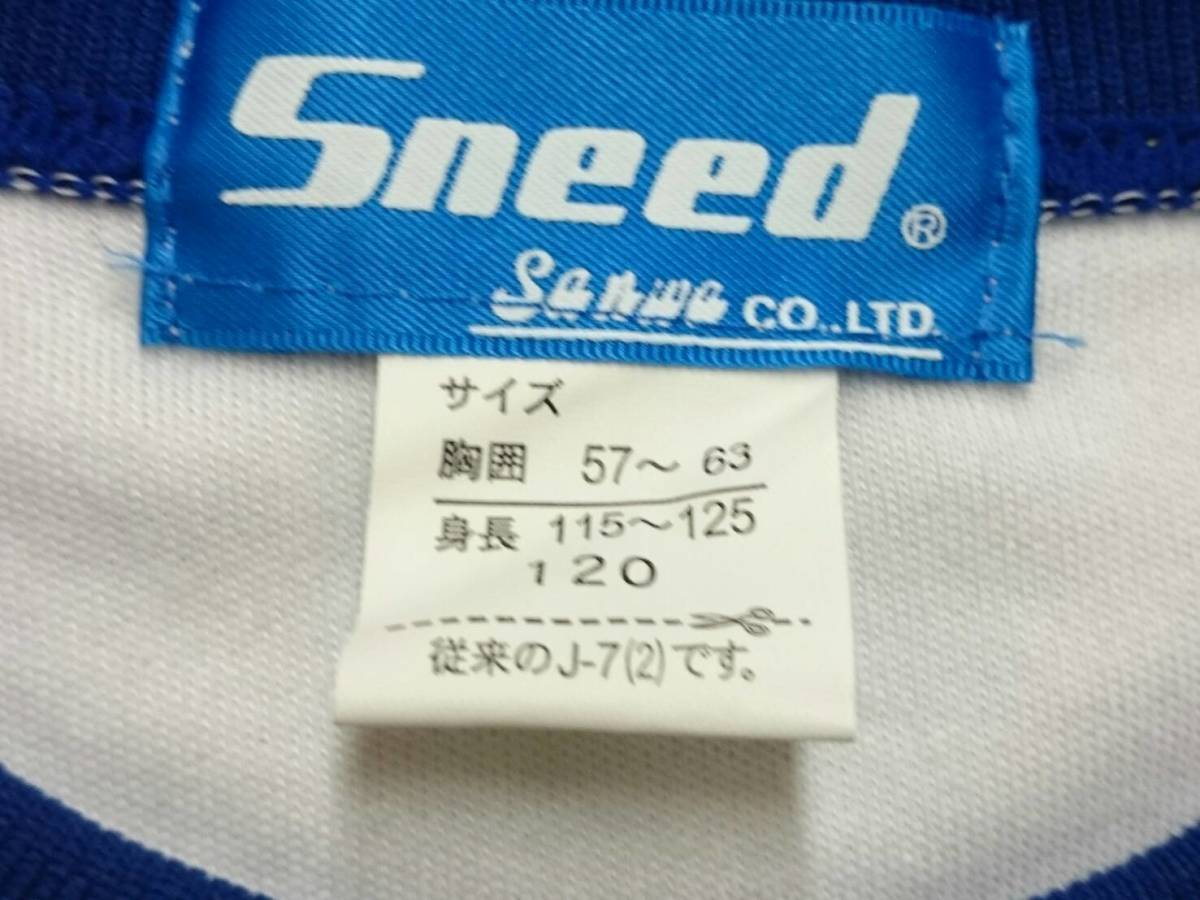 Sneed®
Sanwa CO.,LTD.
サイズ
胸囲 57～63
身長 115～125
120
従来のJ-7(2)です。